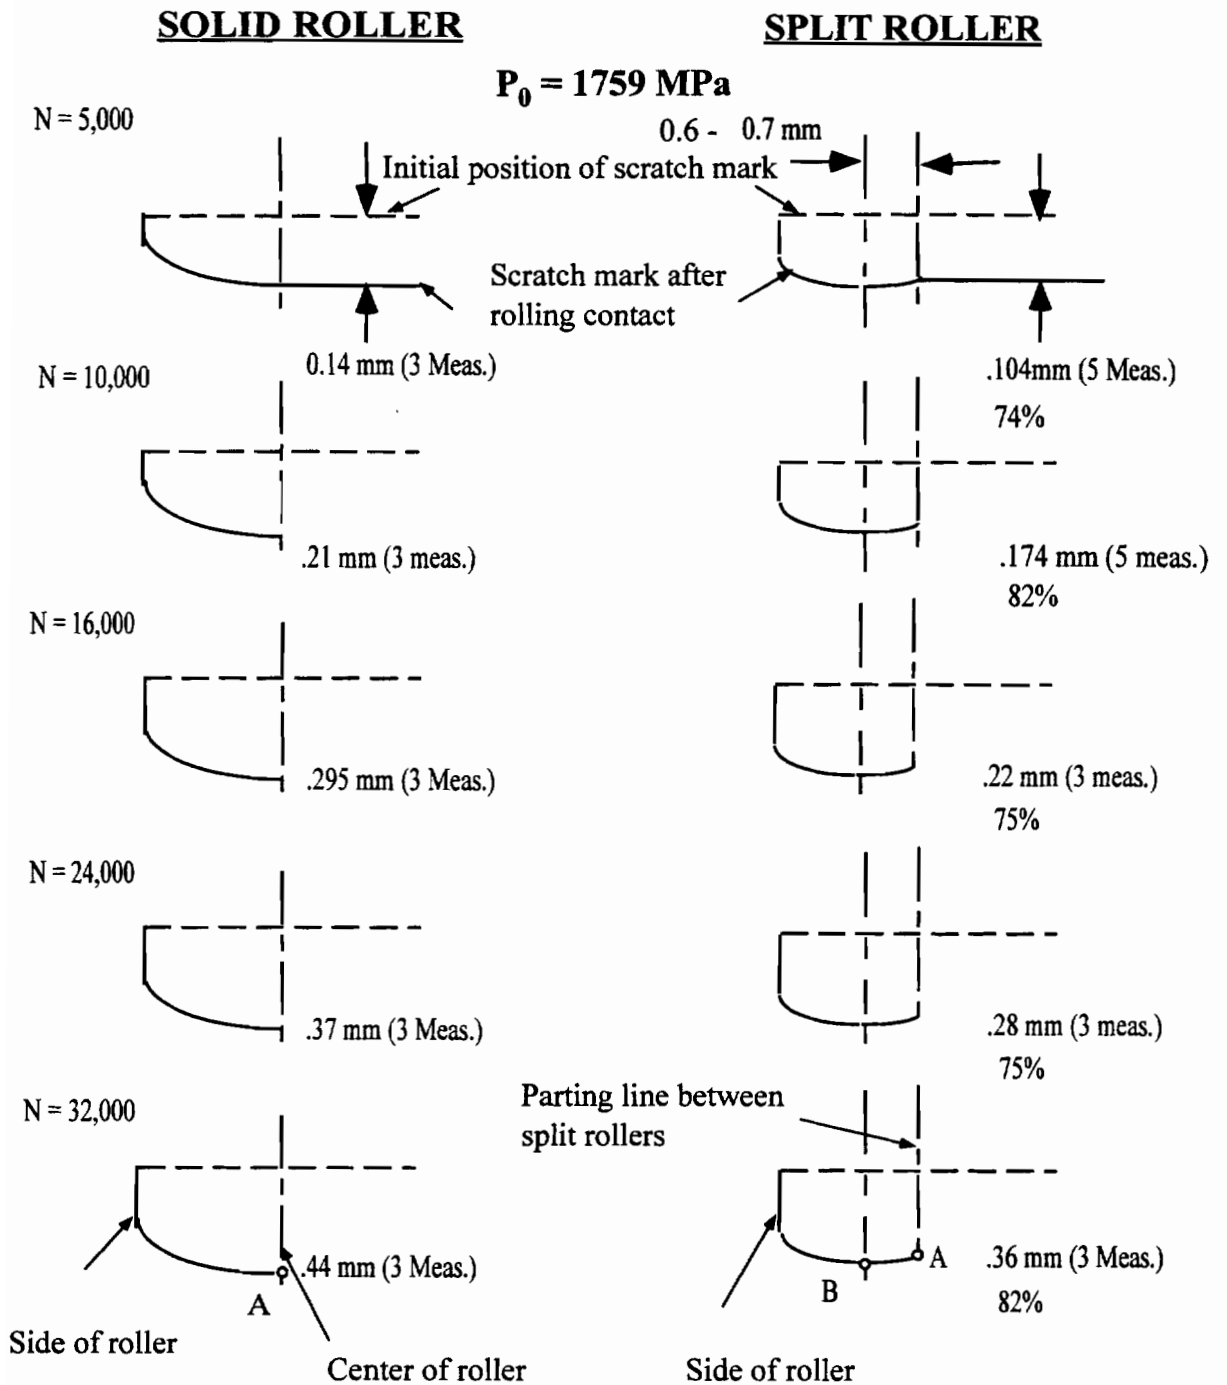 SOLID ROLLER
SPLIT ROLLER
P0 = 1759 MPa
N = 5,000
0.6 - 0.7 mm
Initial position of scratch mark
Scratch mark after
rolling contact
0.14 mm (3 Meas.)
.104mm (5 Meas.)
74%
N = 10,000
.21 mm (3 meas.)
.174 mm (5 meas.)
82%
N = 16,000
.295 mm (3 Meas.)
.22 mm (3 meas.)
75%
N = 24,000
.37 mm (3 Meas.)
.28 mm (3 meas.)
75%
Parting line between
split rollers
N = 32,000
.44 mm (3 Meas.)
A
A
B
.36 mm (3 Meas.)
82%
Side of roller
Center of roller
Side of roller